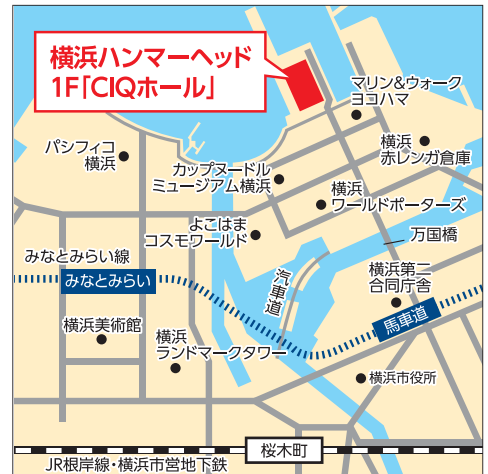 横浜ハンマーヘッド
1F「CIQホール」
マリン&ウォーク
ヨコハマ
パシフィコ
横浜
横浜
赤レンガ倉庫
カップヌードル
ミュージアム横浜
横浜
ワールドポーターズ
よこはま
コスモワールド
万国橋
みなとみらい線
みなとみらい
汽車道
横浜第二
合同庁舎
馬車道
横浜美術館
横浜
ランドマークタワー
横浜市役所
桜木町
JR根岸線・横浜市営地下鉄